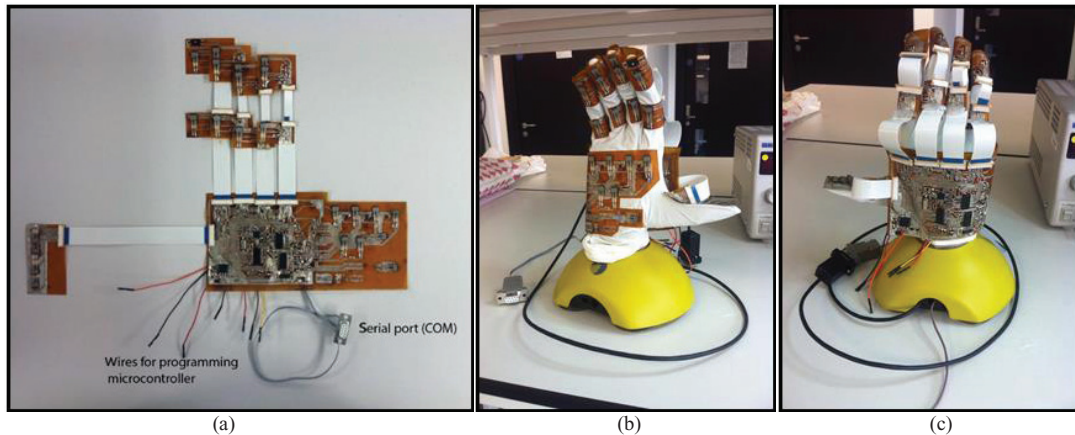 Serial port (COM)
Wires for programming
microcontroller
(a)
(b)
(c)